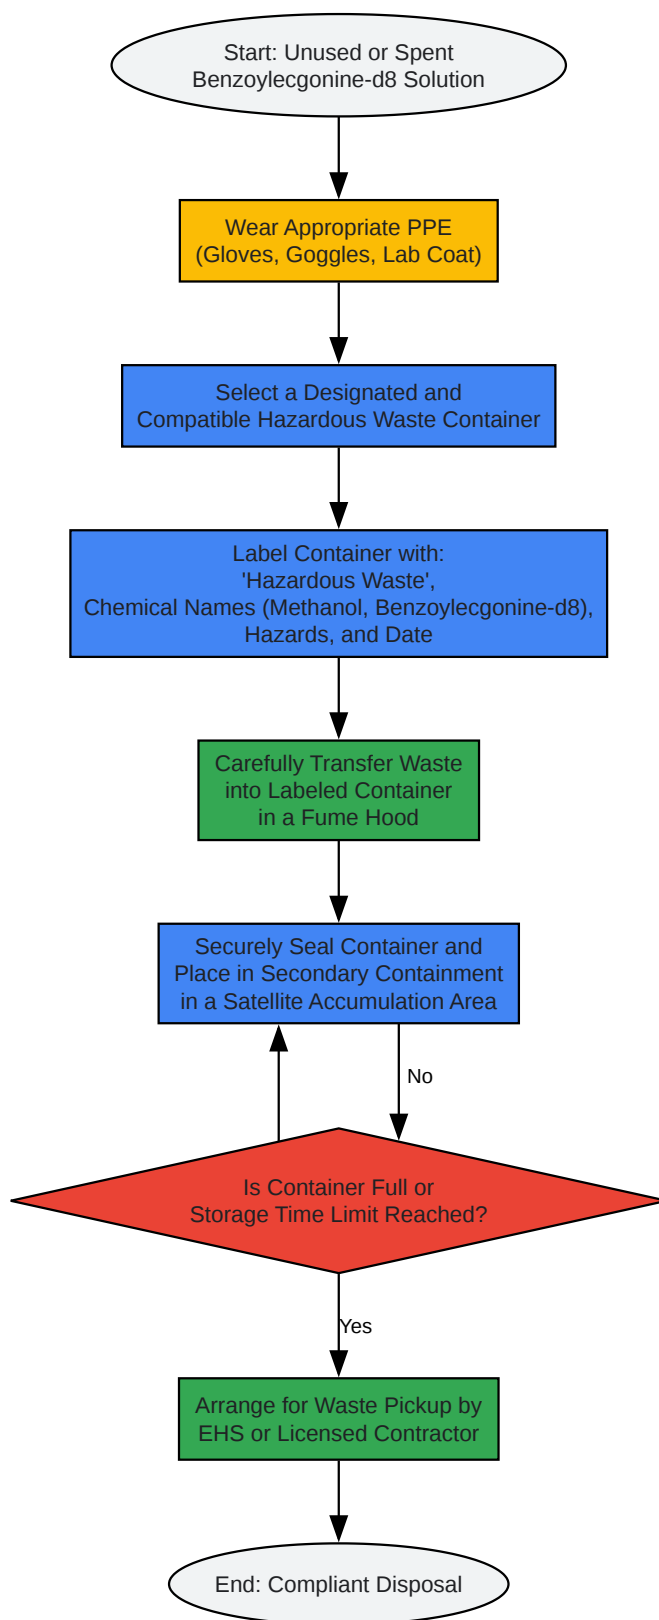 Start: Unused or Spent
Benzoylecgonine-d8 Solution
Wear Appropriate PPE
(Gloves, Goggles, Lab Coat)
Select a Designated and
Compatible Hazardous Waste Container
Label Container with:
'Hazardous Waste',
Chemical Names (Methanol, Benzoylecgonine-d8),
Hazards, and Date
Carefully Transfer Waste
into Labeled Container
in a Fume Hood
Securely Seal Container and
Place in Secondary Containment
in a Satellite Accumulation Area
No
Is Container Full or
Storage Time Limit Reached?
Yes
Arrange for Waste Pickup by
EHS or Licensed Contractor
End: Compliant Disposal